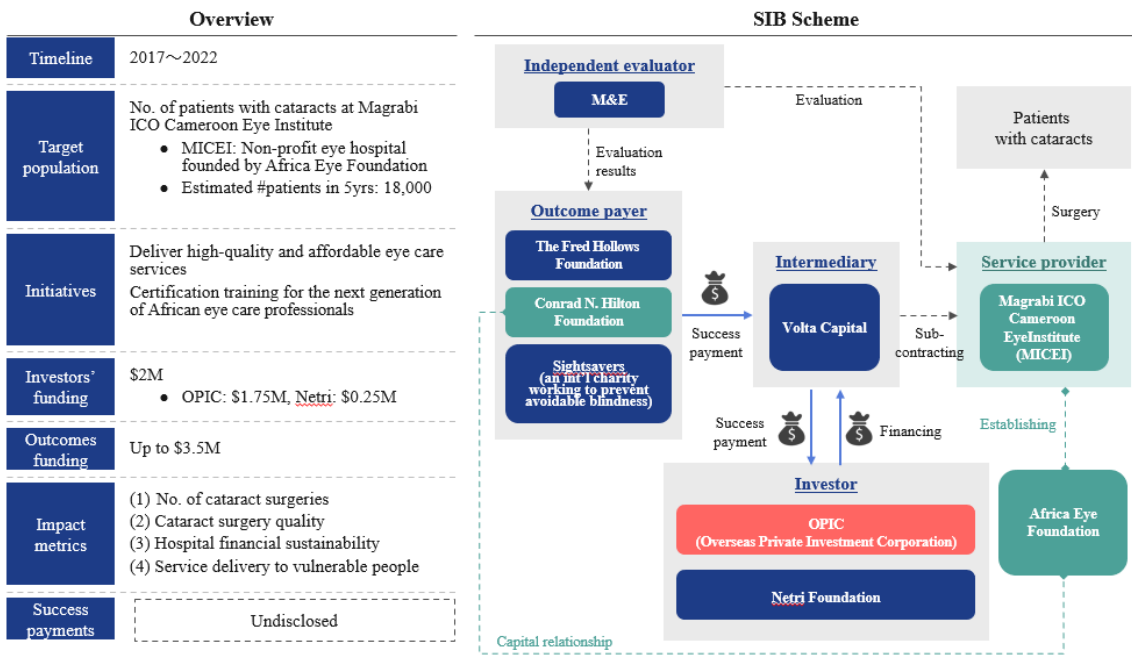 Overview
Timeline
2017~2022
Target
population
No. of patients with cataracts at Magrabi
ICO Cameroon Eye Institute
● MICEI: Non-profit eye hospital
founded by Africa Eye Foundation
● Estimated #patients in 5yrs: 18,000
Initiatives
Deliver high-quality and affordable eye care
services
Certification training for the next generation
of African eye care professionals
Investors'
funding
$2M
● OPIC: $1.75M, Netri: $0.25M
Outcomes
funding
Up to $3.5M
Impact
metrics
(1) No. of cataract surgeries
(2) Cataract surgery quality
(3) Hospital financial sustainability
(4) Service delivery to vulnerable people
Success
payments
Undisclosed
SIB Scheme
Independent evaluator
M&E
Evaluation
Evaluation
results
Patients
with cataracts
Surgery
Outcome payer
The Fred Hollows
Foundation
Conrad N. Hilton
Foundation
Sightsavers
(an int'l charity
working to prevent
avoidable blindness)
$
Success
payment
Intermediary
Volta Capital
Sub-
contracting
Service provider
Magrabi ICO
Cameroon
EyeInstitute
(MICEI)
Success
payment
$
$
Financing
Establishing
Investor
OPIC
(Overseas Private Investment Corporation)
Netri Foundation
Africa Eye
Foundation
Capital relationship